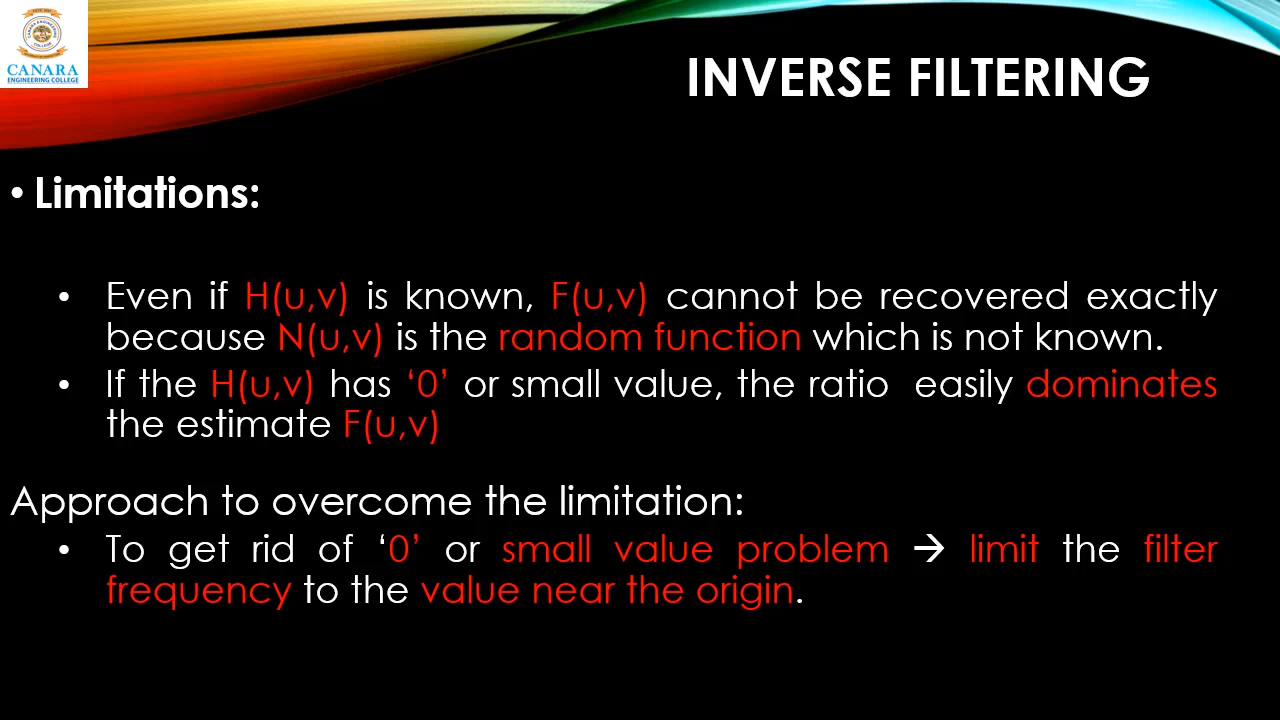 CANARA
ENGINEERING COLLEGE
INVERSE FILTERING
• Limitations:
• Even if H(u,v) is known, F(u,v) cannot be recovered exactly
because N(u,v) is the random function which is not known.
• If the H(u,v) has ‘0’ or small value, the ratio easily dominates
the estimate F(u,v)
Approach to overcome the limitation:
• To get rid of ‘0’ or small value problem → limit the filter
frequency to the value near the origin.